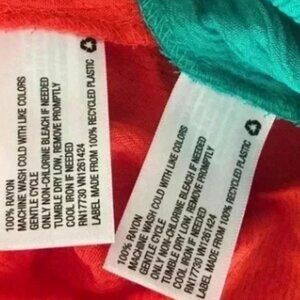 100% RAYON
MACHINE WASH COLD WITH LIKE COLORS
GENTLE CYCLE
ONLY NON-CHLORINE BLEACH IF NEEDED
TUMBLE DRY LOW, REMOVE PROMPTLY
COOL IRON IF NEEDED
RN17730 VN1261424
LABEL MADE FROM 100% RECYCLED PLASTIC
100% RAYON
MACHINE WASH COLD WITH LIKE COLORS
GENTLE CYCLE
ONLY NON-CHLORINE BLEACH IF NEEDED
TUMBLE DRY LOW, REMOVE PROMPTLY
COOL IRON IF NEEDED
RN17730 VN1261424
LABEL MADE FROM 100% RECYCLED PLASTIC